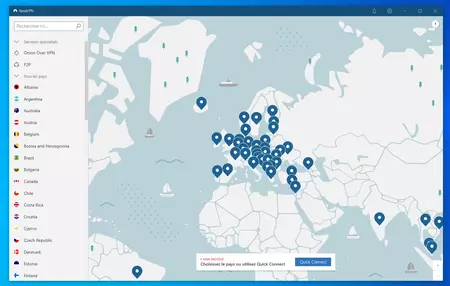 NordVPN
Rechercher ici...
Serveurs spécialisés
Onion Over VPN
P2P
Tous les pays
Albania
Argentina
Australia
Austria
Belgium
Bosnia and Herzegovina
Brazil
Bulgaria
Canada
Chile
Costa Rica
Croatia
Cyprus
Czech Republic
Denmark
Estonia
Finland
Choisissez le pays ou utilisez Quick Connect
Quick Connect